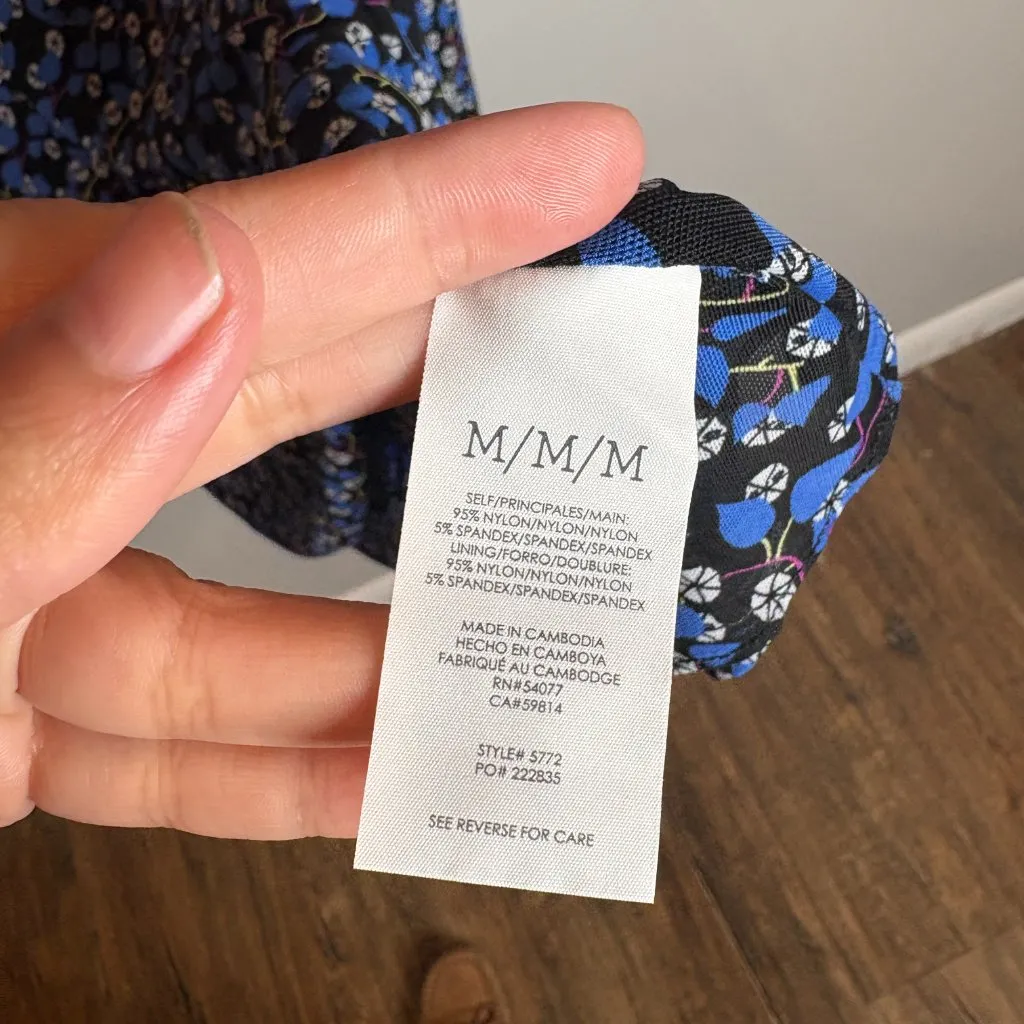 M/M/M
SELF/PRINCIPALES/MAIN:
95% NYLON/NYLON/NYLON
5% SPANDEX/SPANDEX/SPANDEX
LINING/FORRO/DOUBLURE:
95% NYLON/NYLON/NYLON
5% SPANDEX/SPANDEX/SPANDEX
MADE IN CAMBODIA
HECHO EN CAMBOYA
FABRIQUÉ AU CAMBODGE
RN#54077
CA#59814
STYLE# 5772
PO# 222835
SEE REVERSE FOR CARE